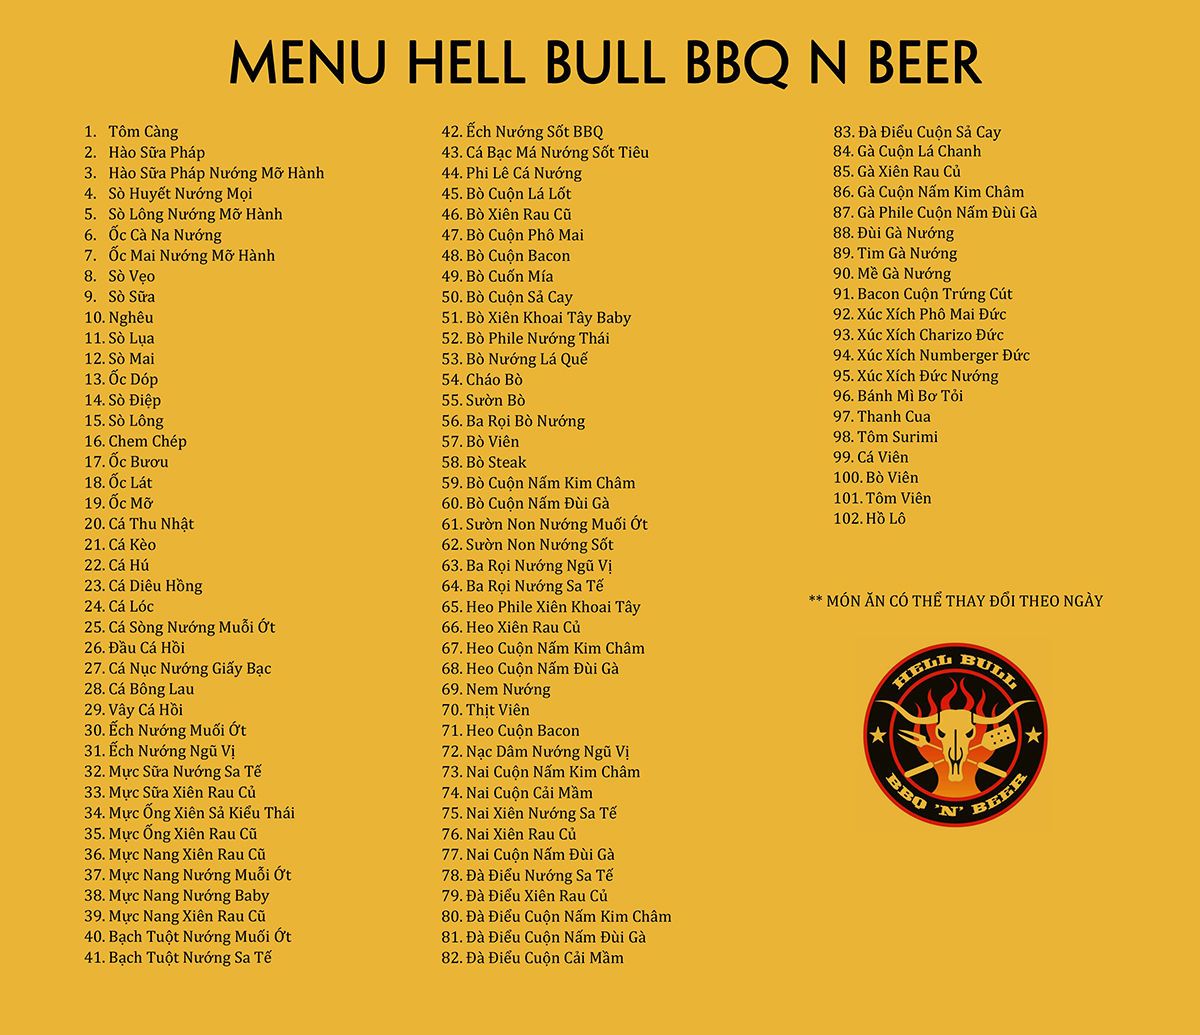 MENU HELL BULL BBQ N BEER
1. Tôm Càng
2. Hào Sữa Pháp
3. Hào Sữa Pháp Nướng Mỡ Hành
4. Sò Huyết Nướng Mọi
5. Sò Lông Nướng Mỡ Hành
6. Ốc Cà Na Nướng
7. Ốc Mai Nướng Mỡ Hành
8. Sò Vẹo
9. Sò Sữa
10. Nghêu
11. Sò Lụa
12. Sò Mai
13. Ốc Dóp
14. Sò Điệp
15. Sò Lông
16. Chem Chép
17. Ốc Bươu
18. Ốc Lát
19. Ốc Mỡ
20. Cá Thu Nhật
21. Cá Kèo
22. Cá Hú
23. Cá Diêu Hồng
24. Cá Lóc
25. Cá Sòng Nướng Muỗi Ớt
26. Đầu Cá Hồi
27. Cá Nục Nướng Giấy Bạc
28. Cá Bông Lau
29. Vây Cá Hồi
30. Ếch Nướng Muối Ớt
31. Ếch Nướng Ngũ Vị
32. Mực Sữa Nướng Sa Tế
33. Mực Sữa Xiên Rau Củ
34. Mực Ống Xiên Sả Kiểu Thái
35. Mực Ống Xiên Rau Cũ
36. Mực Nang Xiên Rau Cũ
37. Mực Nang Nướng Muỗi Ớt
38. Mực Nang Nướng Baby
39. Mực Nang Xiên Rau Cũ
40. Bạch Tuột Nướng Muối Ớt
41. Bạch Tuột Nướng Sa Tế
42. Ếch Nướng Sốt BBQ
43. Cá Bạc Má Nướng Sốt Tiêu
44. Phi Lê Cá Nướng
45. Bò Cuộn Lá Lốt
46. Bò Xiên Rau Cũ
47. Bò Cuộn Phô Mai
48. Bò Cuộn Bacon
49. Bò Cuốn Mía
50. Bò Cuộn Sả Cay
51. Bò Xiên Khoai Tây Baby
52. Bò Phile Nướng Thái
53. Bò Nướng Lá Quế
54. Cháo Bò
55. Sườn Bò
56. Ba Rọi Bò Nướng
57. Bò Viên
58. Bò Steak
59. Bò Cuộn Nấm Kim Châm
60. Bò Cuộn Nấm Đùi Gà
61. Sườn Non Nướng Muối Ớt
62. Sườn Non Nướng Sốt
63. Ba Rọi Nướng Ngũ Vị
64. Ba Rọi Nướng Sa Tế
65. Heo Phile Xiên Khoai Tây
66. Heo Xiên Rau Củ
67. Heo Cuộn Nấm Kim Châm
68. Heo Cuộn Nấm Đùi Gà
69. Nem Nướng
70. Thịt Viên
71. Heo Cuộn Bacon
72. Nạc Dâm Nướng Ngũ Vị
73. Nai Cuộn Nấm Kim Châm
74. Nai Cuộn Cải Mầm
75. Nai Xiên Nướng Sa Tế
76. Nai Xiên Rau Củ
77. Nai Cuộn Nấm Đùi Gà
78. Đà Điểu Nướng Sa Tế
79. Đà Điểu Xiên Rau Củ
80. Đà Điểu Cuộn Nấm Kim Châm
81. Đà Điểu Cuộn Nấm Đùi Gà
82. Đà Điểu Cuộn Cải Mầm
83. Đà Điểu Cuộn Sả Cay
84. Gà Cuộn Lá Chanh
85. Gà Xiên Rau Củ
86. Gà Cuộn Nấm Kim Châm
87. Gà Phile Cuộn Nấm Đùi Gà
88. Đùi Gà Nướng
89. Tim Gà Nướng
90. Mề Gà Nướng
91. Bacon Cuộn Trứng Cút
92. Xúc Xích Phô Mai Đức
93. Xúc Xích Charizo Đức
94. Xúc Xích Numberger Đức
95. Xúc Xích Đức Nướng
96. Bánh Mì Bơ Tỏi
97. Thanh Cua
98. Tôm Surimi
99. Cá Viên
100. Bò Viên
101. Tôm Viên
102. Hồ Lô
** MÓN ĂN CÓ THỂ THAY ĐỔI THEO NGÀY
HELL BULL
BBQ 'N' BEER